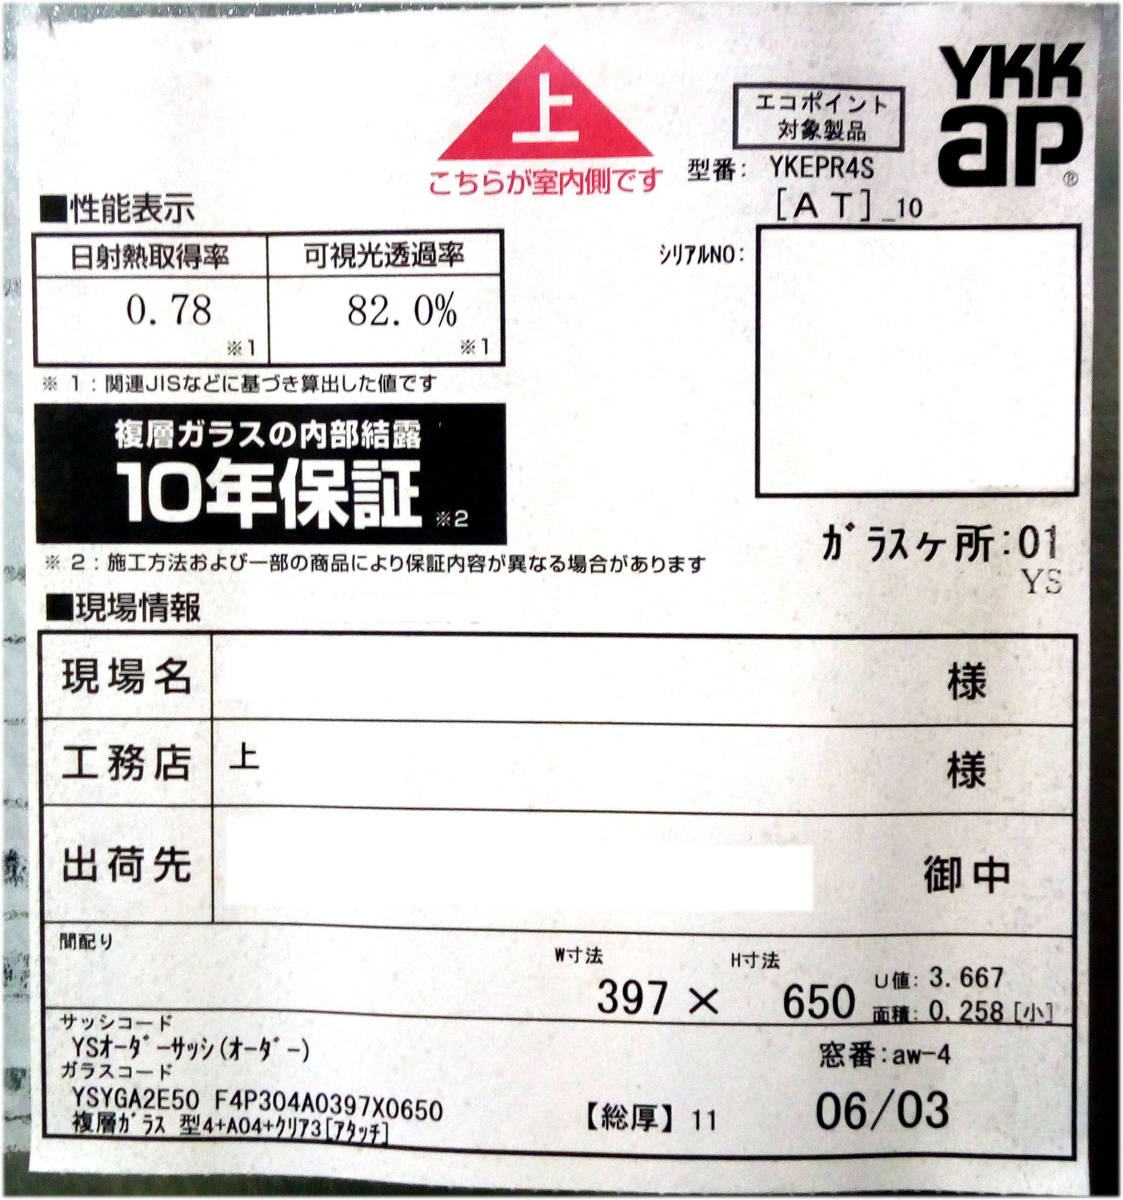 上
こちらが室内側です
エコポイント
対象製品
YKK
ap®
型番: YKEPR4S
[AT]_10
■性能表示
日射熱取得率 可視光透過率
0.78 82.0%
※1 ※1
※1：関連JISなどに基づき算出した値です
シリアルNO:
複層ガラスの内部結露
10年保証 ※2
※2：施工方法および一部の商品により保証内容が異なる場合があります
ガラスケ所:01
YS
■現場情報
現場名 様
工務店 上 様
出荷先 御中
間配り
W寸法 H寸法
397 × 650
U値: 3.667
面積: 0.258[小]
サッシコード
YSオーダーサッシ(オーダー)
窓番:aw-4
ガラスコード
YSYGA2E50 F4P304A0397X0650
複層ガラス 型4+A04+クリア3[アタッチ]
【総厚】11
06/03